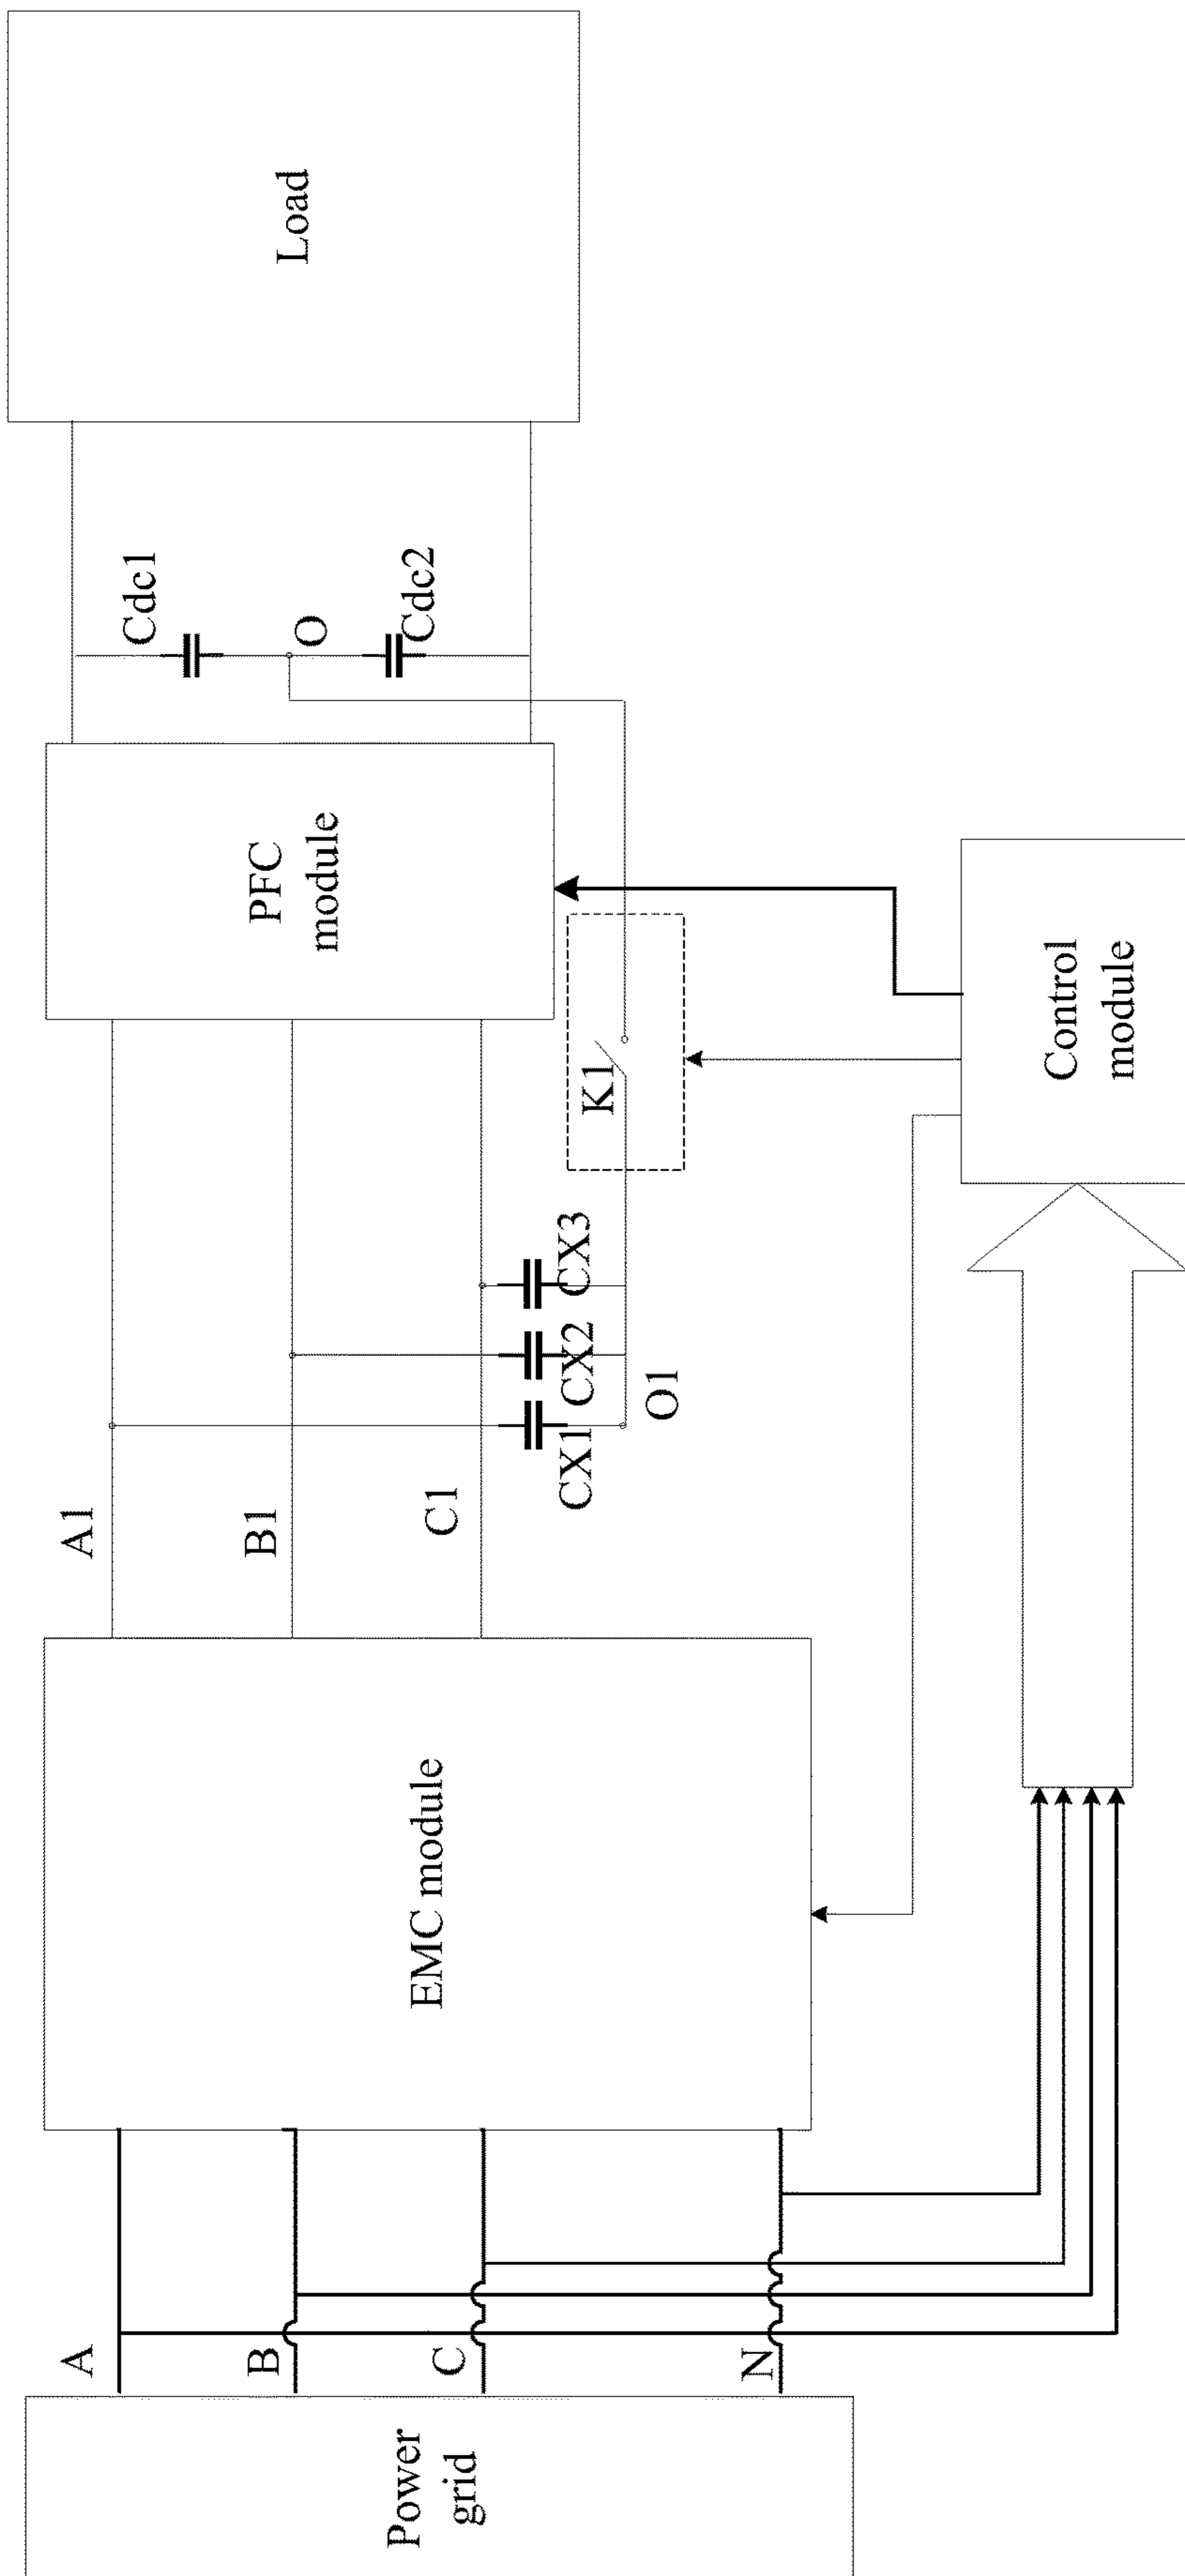 Power
grid
A
B
C
N
EMC module
A1
B1
C1
CX1
CX2
CX3
O1
K1
PFC
module
Control
module
Cdc1
O
Cdc2
Load